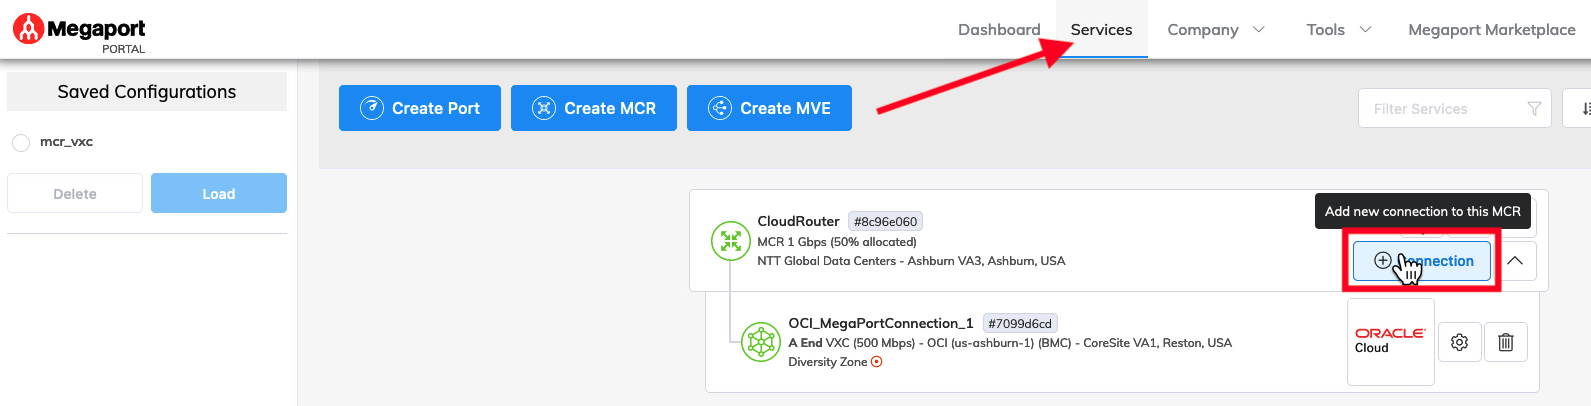 Megaport
PORTAL
Dashboard
Services
Company
Tools
Megaport Marketplace
Saved Configurations
mcr_vxc
Delete
Load
Create Port
Create MCR
Create MVE
Filter Services
CloudRouter #8c96e060
MCR 1 Gbps (50% allocated)
NTT Global Data Centers - Ashburn VA3, Ashburn, USA
Add new connection to this MCR
OCI_MegaPortConnection_1 #7099d6cd
A End VXC (500 Mbps) - OCI (us-ashburn-1) (BMC) - CoreSite VA1, Reston, USA
Diversity Zone
ORACLE
Cloud